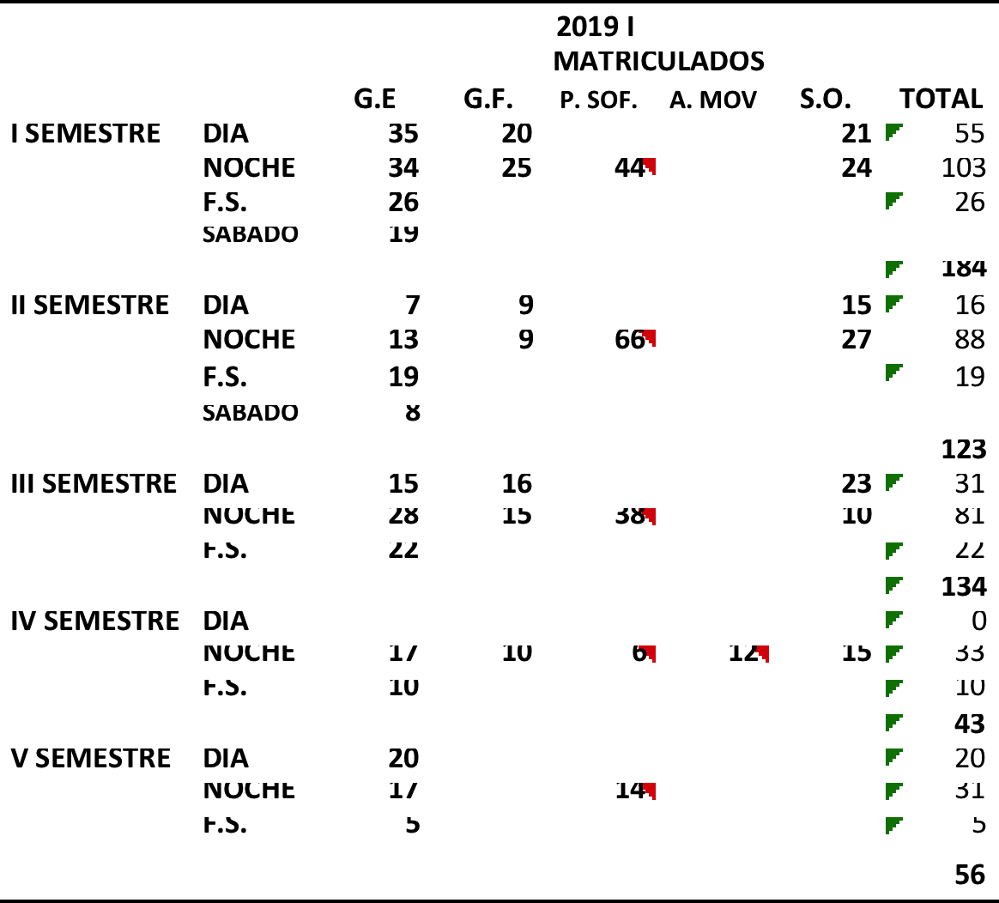 2019 I
MATRICULADOS
G.E G.F. P. SOF. A. MOV S.O. TOTAL
I SEMESTRE DIA 35 20 21 55
NOCHE 34 25 44 24 103
F.S. 26 26
SABADO 19
184
II SEMESTRE DIA 7 9 15 16
NOCHE 13 9 66 27 88
F.S. 19 19
SABADO 8
123
III SEMESTRE DIA 15 16 23 31
NOCHE 28 15 38 10 81
F.S. 22 22
134
IV SEMESTRE DIA 0
NOCHE 17 10 6 12 15 33
F.S. 10 10
43
V SEMESTRE DIA 20 20
NOCHE 17 14 31
F.S. 5 5
56